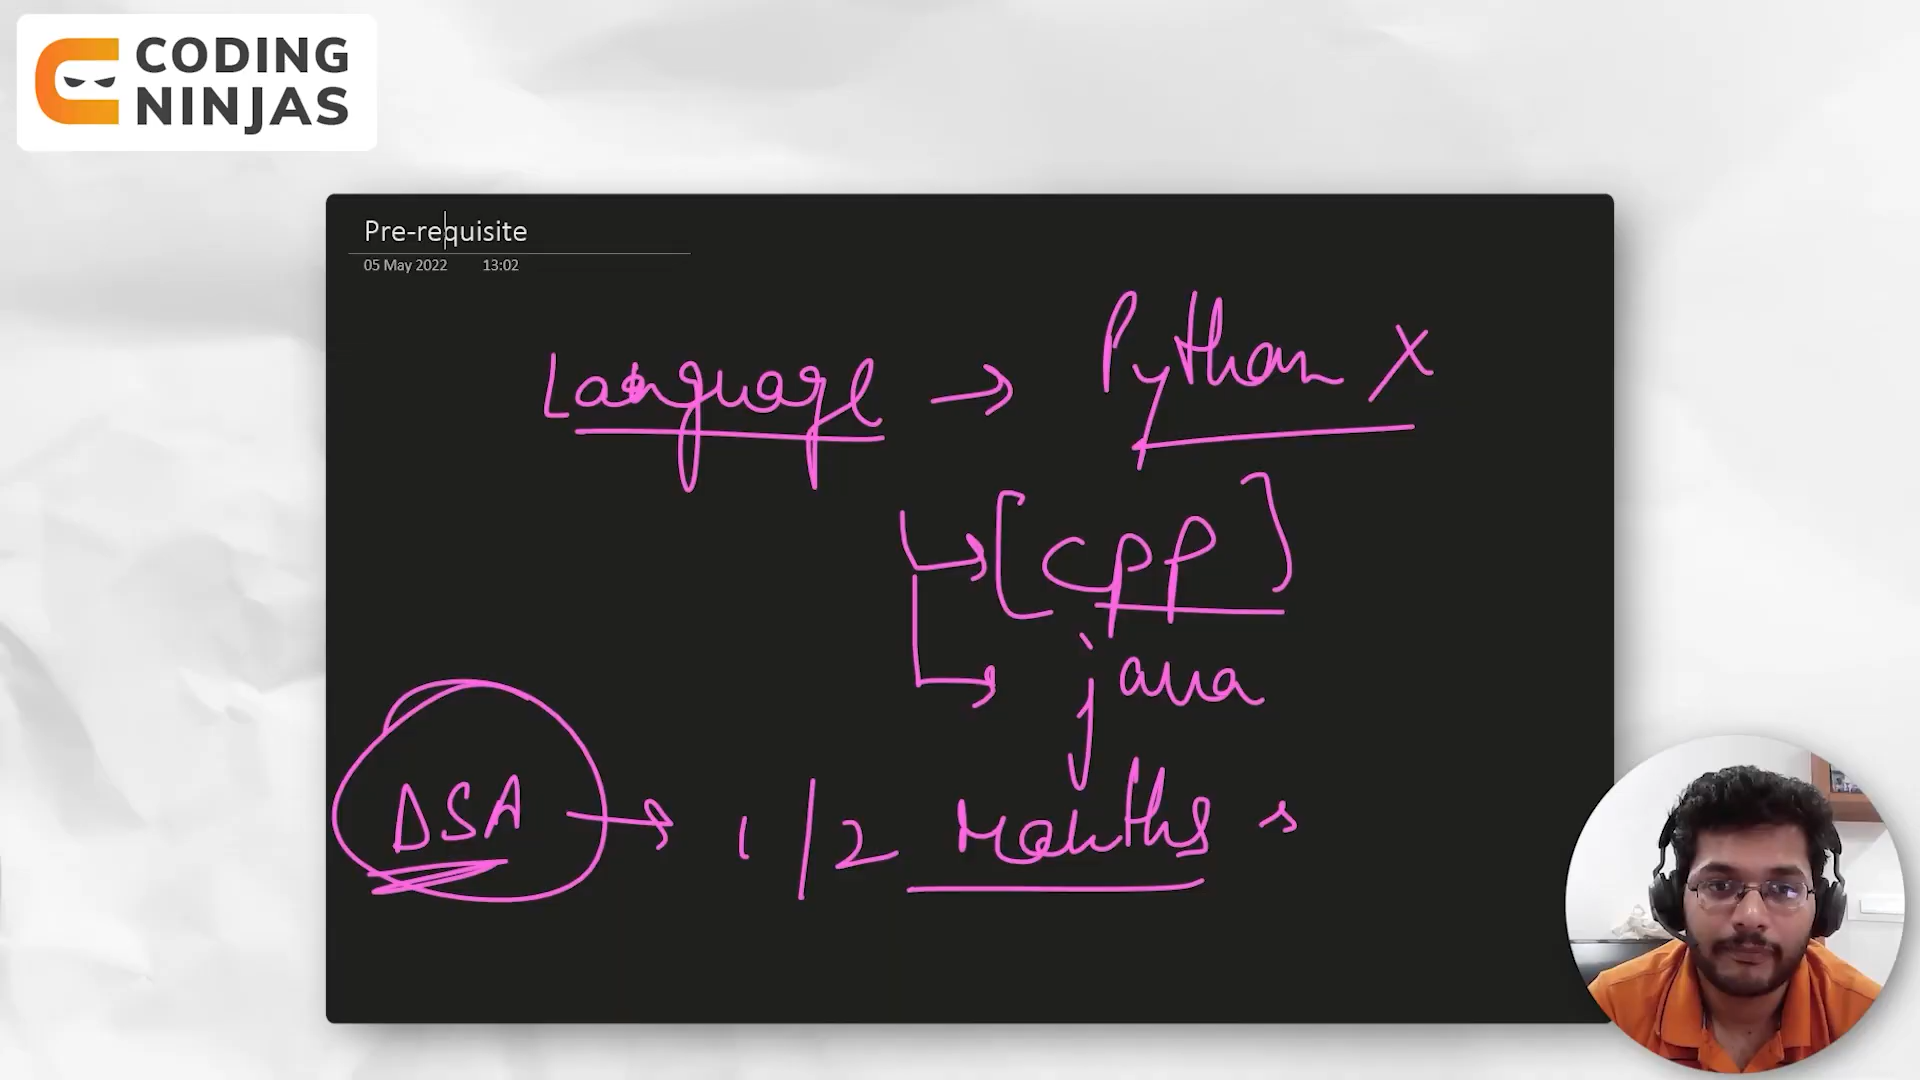 CODING
NINJAS
Pre-requisite
05 May 2022 13:02
Language → Python X
→ [cpp]
→ java
DSA → 1/2 Months